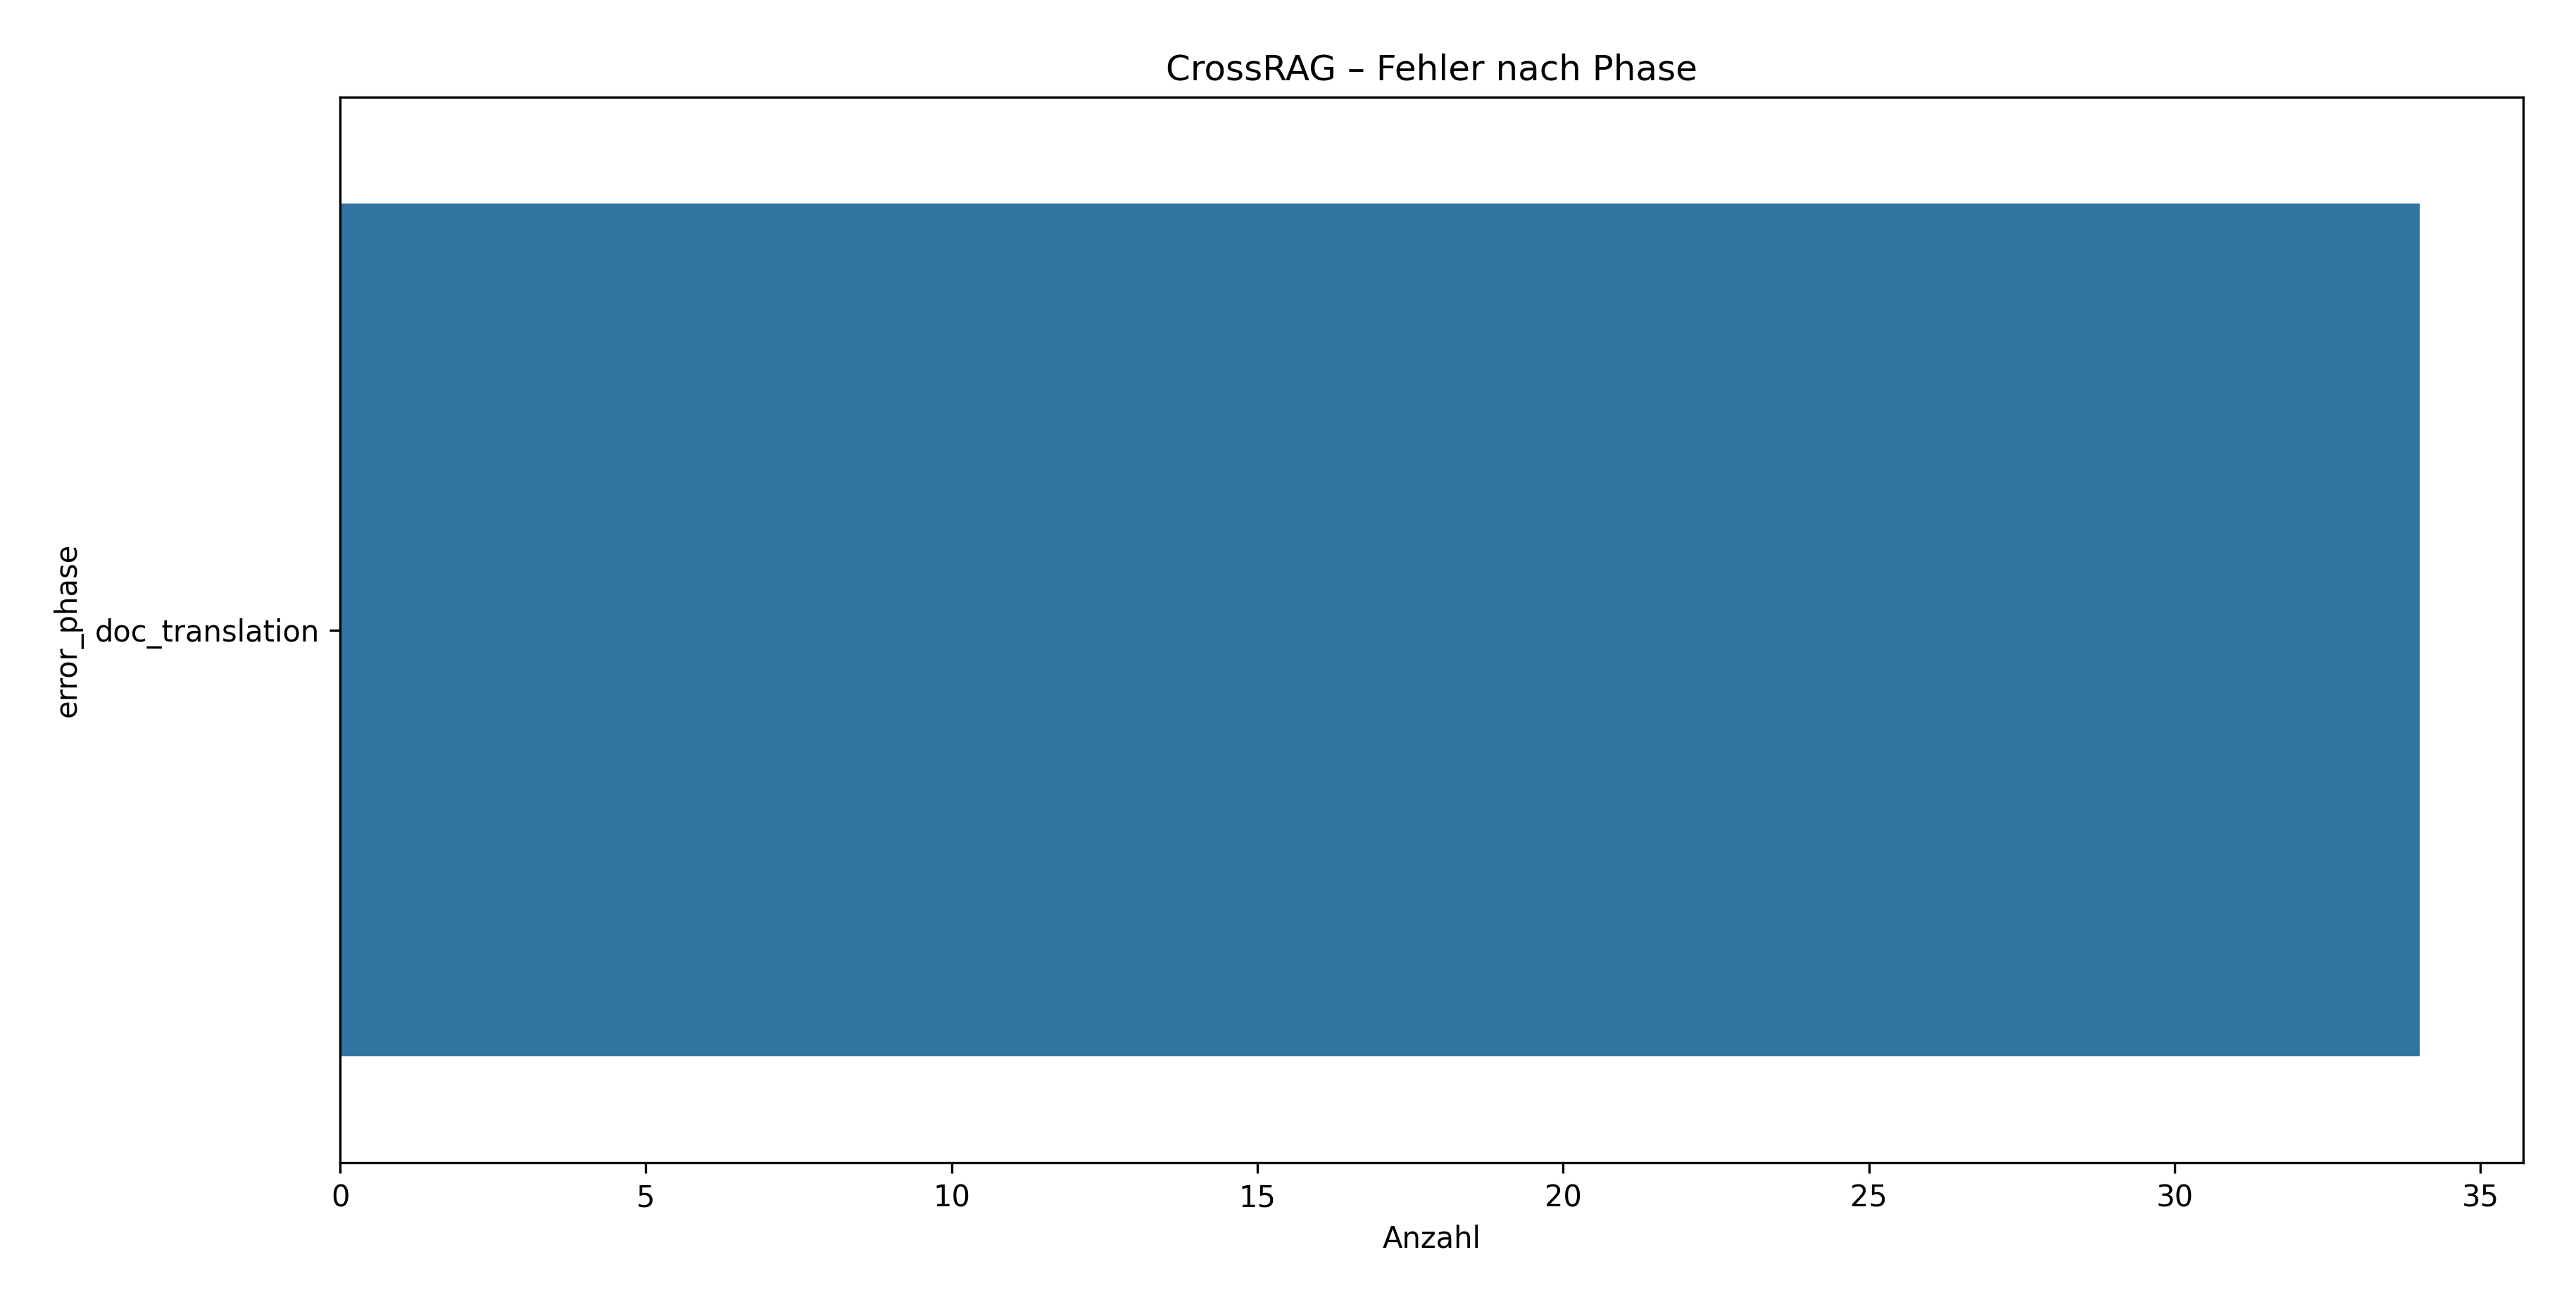 CrossRAG – Fehler nach Phase
error_phase
doc_translation
0 5 10 15 20 25 30 35
Anzahl